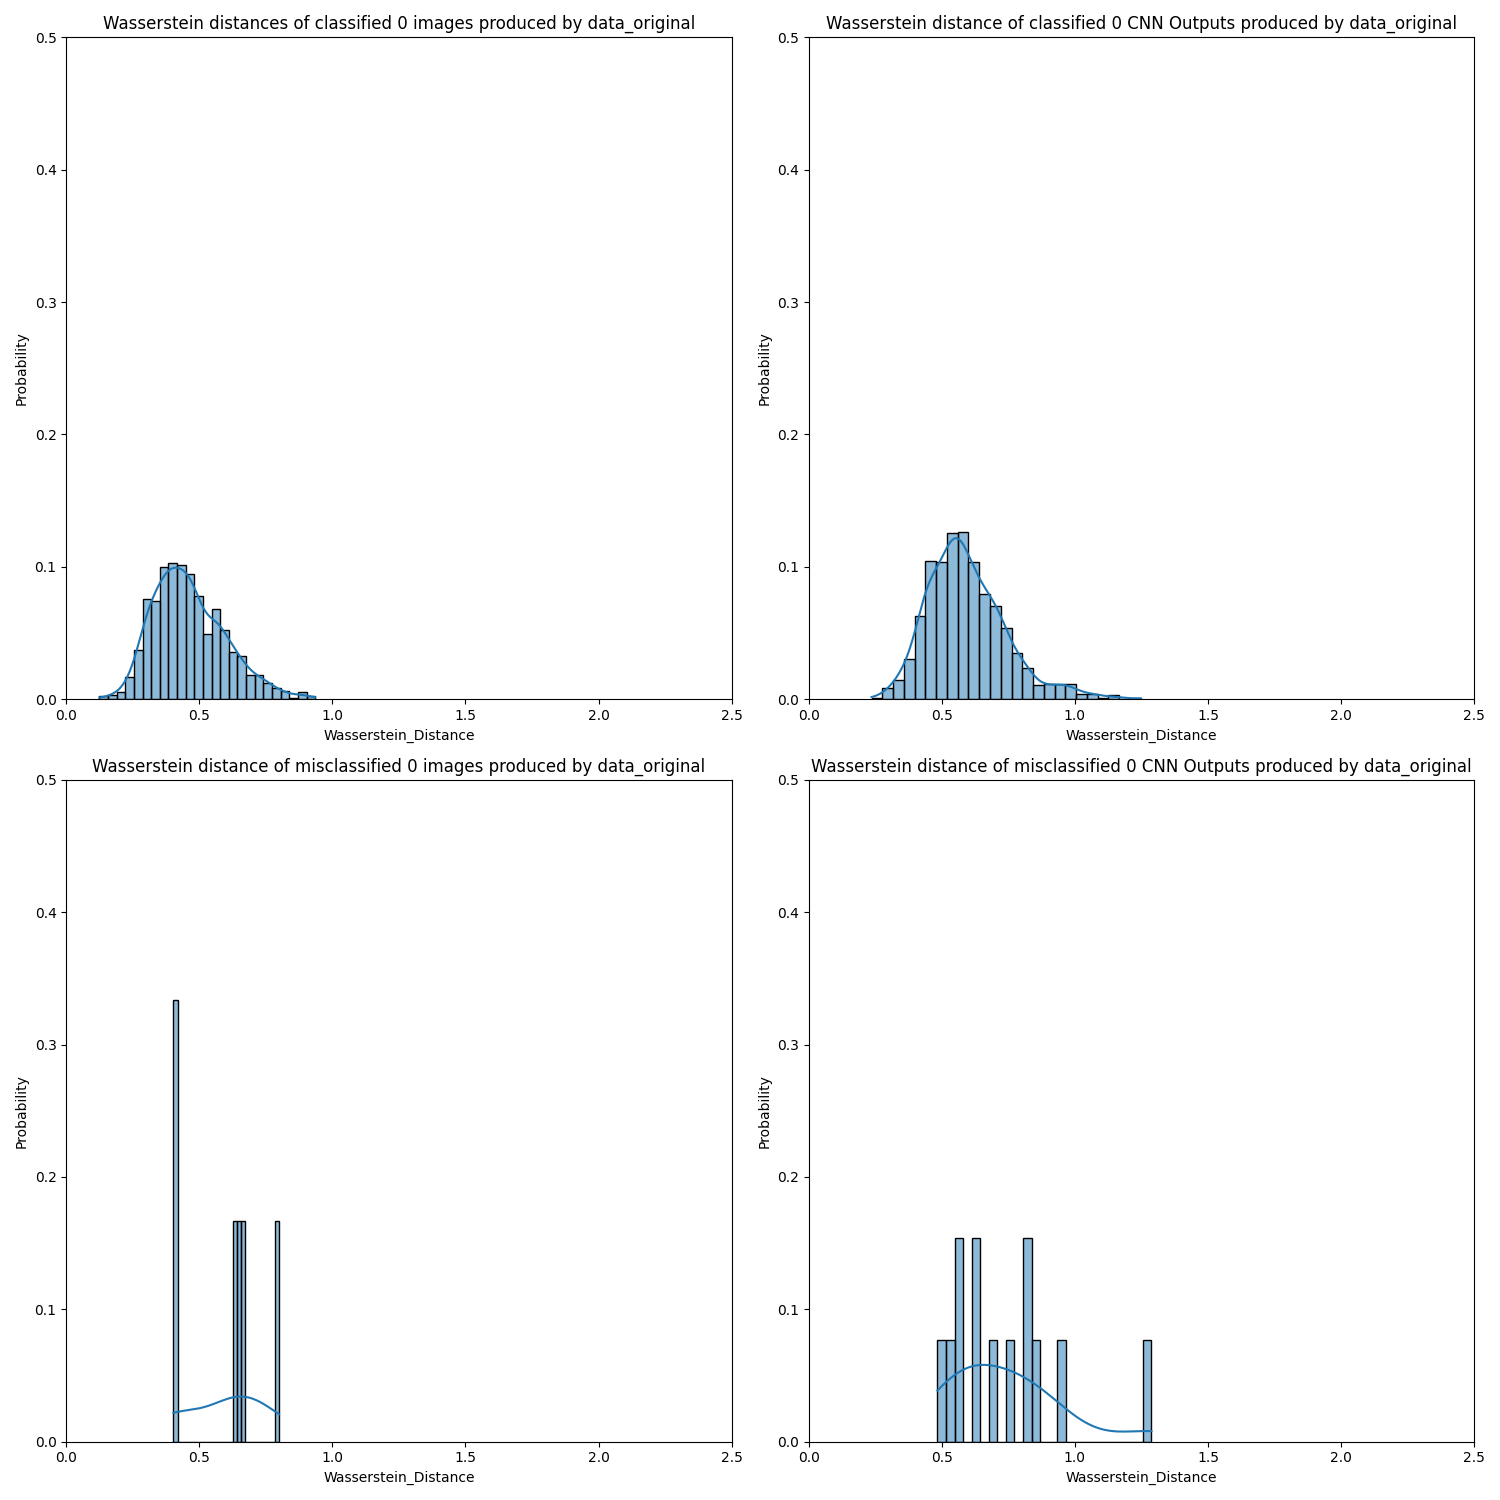 Wasserstein distances of classified 0 images produced by data_original
0.5
0.4
0.3
0.2
0.1
0.0
Probability
0.0 0.5 1.0 1.5 2.0 2.5
Wasserstein_Distance
Wasserstein distance of classified 0 CNN Outputs produced by data_original
0.5
0.4
0.3
0.2
0.1
0.0
Probability
0.0 0.5 1.0 1.5 2.0 2.5
Wasserstein_Distance
Wasserstein distance of misclassified 0 images produced by data_original
0.5
0.4
0.3
0.2
0.1
0.0
Probability
0.0 0.5 1.0 1.5 2.0 2.5
Wasserstein_Distance
Wasserstein distance of misclassified 0 CNN Outputs produced by data_original
0.5
0.4
0.3
0.2
0.1
0.0
Probability
0.0 0.5 1.0 1.5 2.0 2.5
Wasserstein_Distance